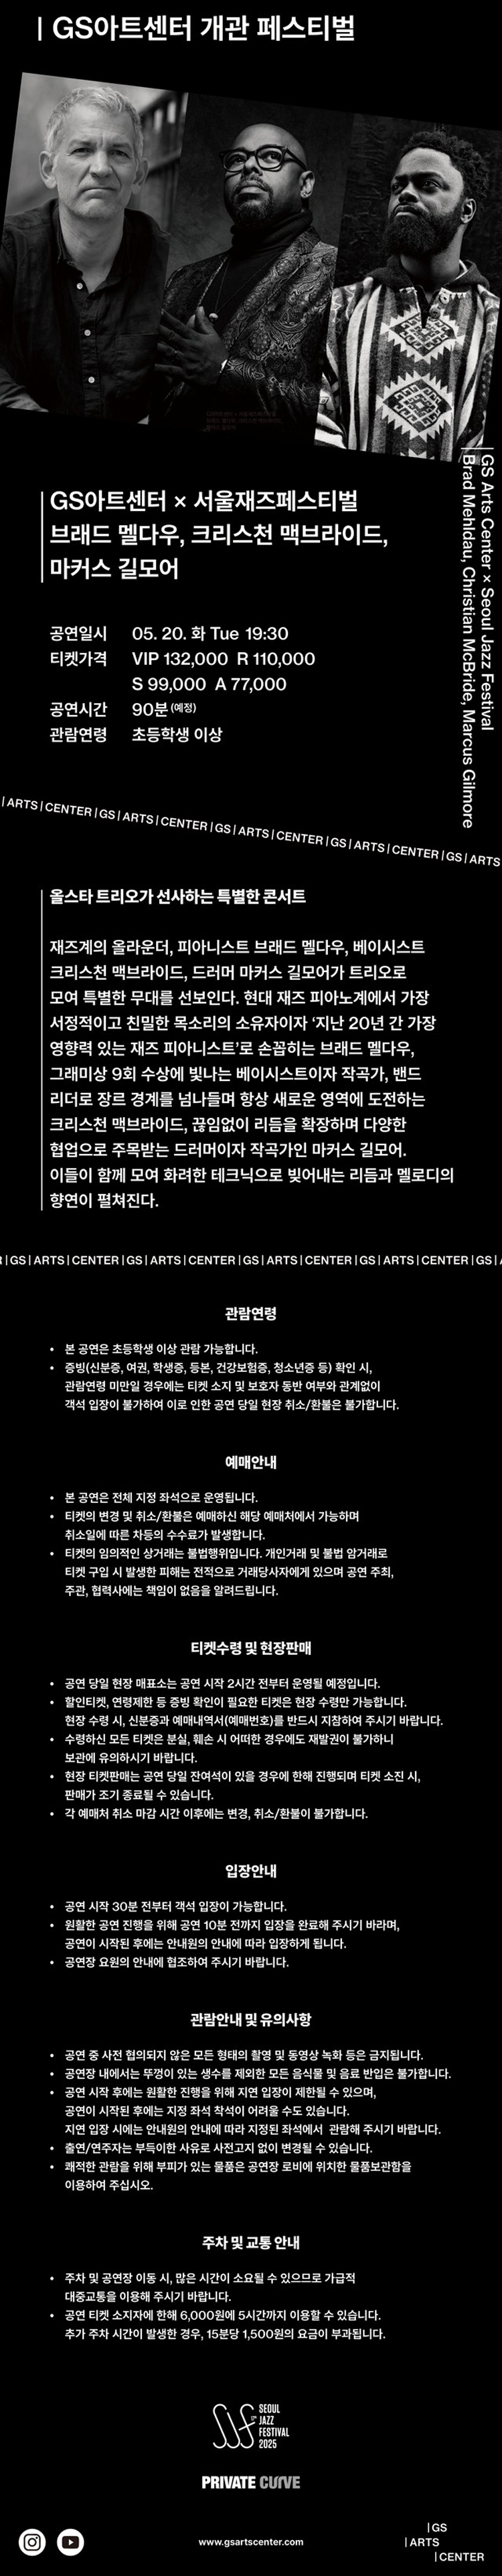 | GS아트센터 개관 페스티벌
GS아트센터 × 서울재즈페스티벌
브래드 멜다우, 크리스천 맥브라이드,
마커스 길모어
GS Arts Center × Seoul Jazz Festival
Brad Mehldau, Christian McBride, Marcus Gilmore
공연일시 05. 20. 화 Tue 19:30
티켓가격 VIP 132,000 R 110,000
S 99,000 A 77,000
공연시간 90분 (예정)
관람연령 초등학생 이상
| ARTS | CENTER | GS | ARTS | CENTER | GS | ARTS | CENTER | GS | ARTS | CENTER | GS | ARTS
올스타 트리오가 선사하는 특별한 콘서트
재즈계의 올라운더, 피아니스트 브래드 멜다우, 베이시스트
크리스천 맥브라이드, 드러머 마커스 길모어가 트리오로
모여 특별한 무대를 선보인다. 현대 재즈 피아노계에서 가장
서정적이고 친밀한 목소리의 소유자이자 ‘지난 20년 간 가장
영향력 있는 재즈 피아니스트’로 손꼽히는 브래드 멜다우,
그래미상 9회 수상에 빛나는 베이시스트이자 작곡가, 밴드
리더로 장르 경계를 넘나들며 항상 새로운 영역에 도전하는
크리스천 맥브라이드, 끊임없이 리듬을 확장하며 다양한
협업으로 주목받는 드러머이자 작곡가인 마커스 길모어.
이들이 함께 모여 화려한 테크닉으로 빚어내는 리듬과 멜로디의
향연이 펼쳐진다.
| GS | ARTS | CENTER | GS | ARTS | CENTER | GS | ARTS | CENTER | GS | ARTS | CENTER | GS |
관람연령
• 본 공연은 초등학생 이상 관람 가능합니다.
• 증빙(신분증, 여권, 학생증, 등본, 건강보험증, 청소년증 등) 확인 시,
관람연령 미만일 경우에는 티켓 소지 및 보호자 동반 여부와 관계없이
객석 입장이 불가하여 이로 인한 공연 당일 현장 취소/환불은 불가합니다.
예매안내
• 본 공연은 전체 지정 좌석으로 운영됩니다.
• 티켓의 변경 및 취소/환불은 예매하신 해당 예매처에서 가능하며
취소일에 따른 차등의 수수료가 발생합니다.
• 티켓의 임의적인 상거래는 불법행위입니다. 개인거래 및 불법 암거래로
티켓 구입 시 발생한 피해는 전적으로 거래당사자에게 있으며 공연 주최,
주관, 협력사에는 책임이 없음을 알려드립니다.
티켓수령 및 현장판매
• 공연 당일 현장 매표소는 공연 시작 2시간 전부터 운영될 예정입니다.
• 할인티켓, 연령제한 등 증빙 확인이 필요한 티켓은 현장 수령만 가능합니다.
현장 수령 시, 신분증과 예매내역서(예매번호)를 반드시 지참하여 주시기 바랍니다.
• 수령하신 모든 티켓은 분실, 훼손 시 어떠한 경우에도 재발권이 불가하니
보관에 유의하시기 바랍니다.
• 현장 티켓판매는 공연 당일 잔여석이 있을 경우에 한해 진행되며 티켓 소진 시,
판매가 조기 종료될 수 있습니다.
• 각 예매처 취소 마감 시간 이후에는 변경, 취소/환불이 불가합니다.
입장안내
• 공연 시작 30분 전부터 객석 입장이 가능합니다.
• 원활한 공연 진행을 위해 공연 10분 전까지 입장을 완료해 주시기 바라며,
공연이 시작된 후에는 안내원의 안내에 따라 입장하게 됩니다.
• 공연장 요원의 안내에 협조하여 주시기 바랍니다.
관람안내 및 유의사항
• 공연 중 사전 협의되지 않은 모든 형태의 촬영 및 동영상 녹화 등은 금지됩니다.
• 공연장 내에서는 뚜껑이 있는 생수를 제외한 모든 음식물 및 음료 반입은 불가합니다.
• 공연 시작 후에는 원활한 진행을 위해 지연 입장이 제한될 수 있으며,
공연이 시작된 후에는 지정 좌석 착석이 어려울 수도 있습니다.
지연 입장 시에는 안내원의 안내에 따라 지정된 좌석에서 관람해 주시기 바랍니다.
• 출연/연주자는 부득이한 사유로 사전고지 없이 변경될 수 있습니다.
• 쾌적한 관람을 위해 부피가 있는 물품은 공연장 로비에 위치한 물품보관함을
이용하여 주십시오.
주차 및 교통 안내
• 주차 및 공연장 이동 시, 많은 시간이 소요될 수 있으므로 가급적
대중교통을 이용해 주시기 바랍니다.
• 공연 티켓 소지자에 한해 6,000원에 5시간까지 이용할 수 있습니다.
추가 주차 시간이 발생한 경우, 15분당 1,500원의 요금이 부과됩니다.
SEOUL
JAZZ
FESTIVAL
2025
PRIVATE CURVE
www.gsartscenter.com
| GS
| ARTS
| CENTER